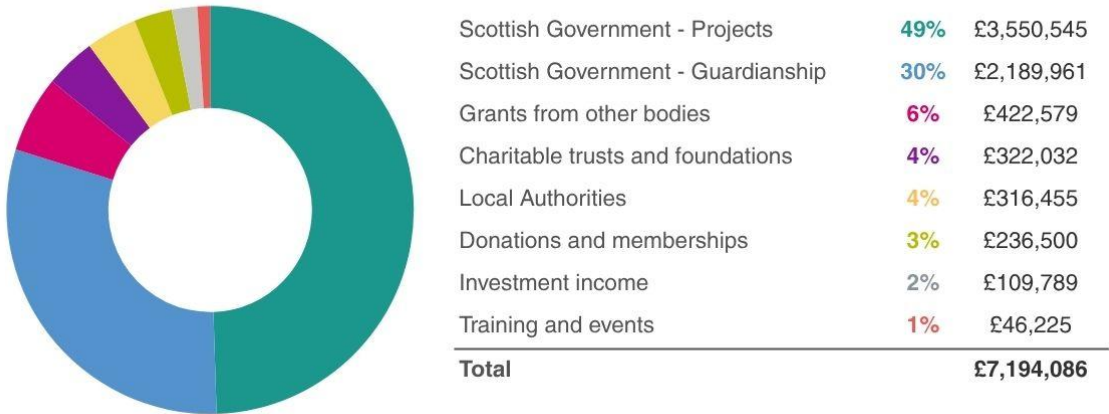 Scottish Government - Projects 49% £3,550,545
Scottish Government - Guardianship 30% £2,189,961
Grants from other bodies 6% £422,579
Charitable trusts and foundations 4% £322,032
Local Authorities 4% £316,455
Donations and memberships 3% £236,500
Investment income 2% £109,789
Training and events 1% £46,225
Total £7,194,086